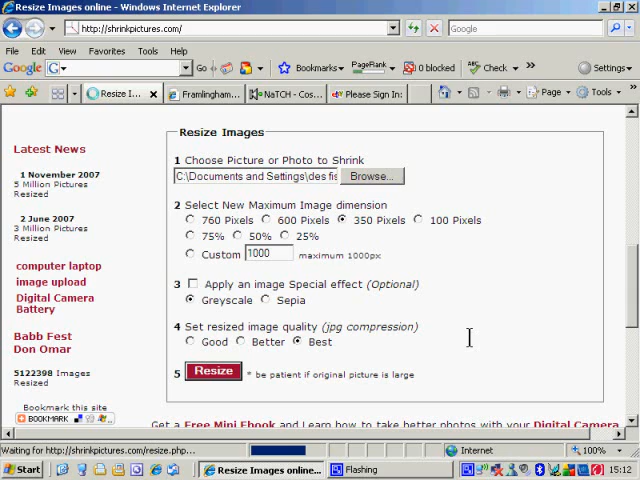 Resize Images online - Windows Internet Explorer
http://shrinkpictures.com/
Google
File Edit View Favorites Tools Help
Google G Go Bookmarks PageRank 0 blocked Check Settings
Resize I... Framlingham... NaTCH - Cos... Please Sign In: Page Tools
Resize Images
Latest News
1 November 2007
5 Million Pictures
Resized
2 June 2007
3 Million Pictures
Resized
computer laptop
image upload
Digital Camera
Battery
Babb Fest
Don Omar
5122398 Images
Resized
Bookmark this site
BOOKMARK
1 Choose Picture or Photo to Shrink
C:\Documents and Settings\des fis Browse...
2 Select New Maximum Image dimension
760 Pixels 600 Pixels 350 Pixels 100 Pixels
75% 50% 25%
Custom 1000 maximum 1000px
3 Apply an image Special effect (Optional)
Greyscale Sepia
4 Set resized image quality (jpg compression)
Good Better Best
5 Resize * be patient if original picture is large
Get a Free Mini Ebook and Learn how to take better photos with your Digital Camera
Waiting for http://shrinkpictures.com/resize.php... Internet 100%
Start Resize Images online... Flashing 15:12